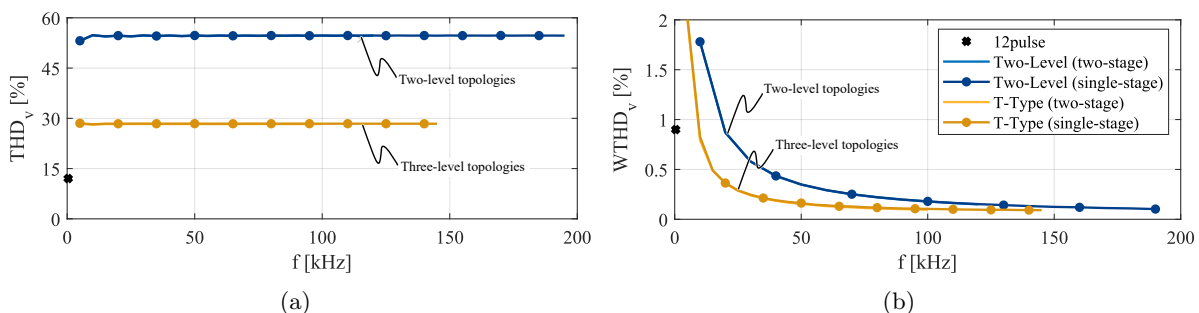 60
45
30
15
0
THDv [%]
Two-level topologies
Three-level topologies
0
50
100
150
200
f [kHz]
(a)
2
1.5
1
0.5
0
WTHDv [%]
12pulse
Two-Level (two-stage)
Two-Level (single-stage)
T-Type (two-stage)
T-Type (single-stage)
Two-level topologies
Three-level topologies
0
50
100
150
200
f [kHz]
(b)